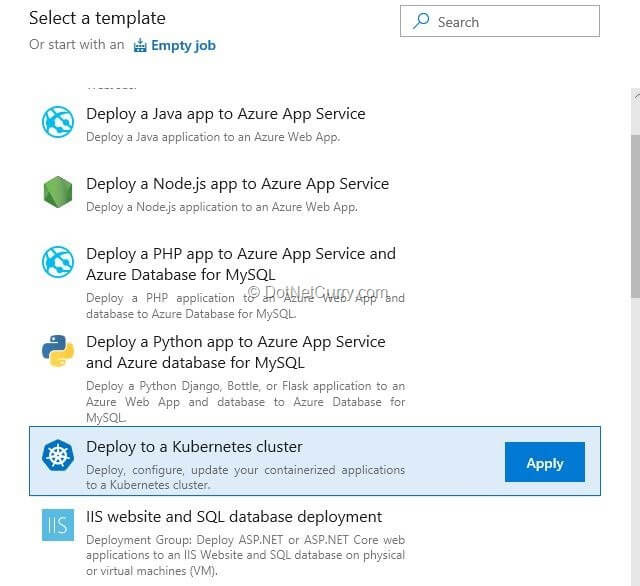 Select a template
Search
Or start with an Empty job
Deploy a Java app to Azure App Service
Deploy a Java application to an Azure Web App.
Deploy a Node.js app to Azure App Service
Deploy a Node.js application to an Azure Web App.
Deploy a PHP app to Azure App Service and
Azure Database for MySQL
© DotNetCurry.com
Deploy a PHP application to an Azure Web App and
database to Azure Database for MySQL.
Deploy a Python app to Azure App Service
and Azure database for MySQL
Deploy a Python Django, Bottle, or Flask application to an
Azure Web App and database to Azure Database for
MySQL.
Deploy to a Kubernetes cluster
Apply
Deploy, configure, update your containerized applications
to a Kubernetes cluster.
IIS
IIS website and SQL database deployment
Deployment Group: Deploy ASP.NET or ASP.NET Core web
applications to an IIS Website and SQL database on physical
or virtual machines (VM).